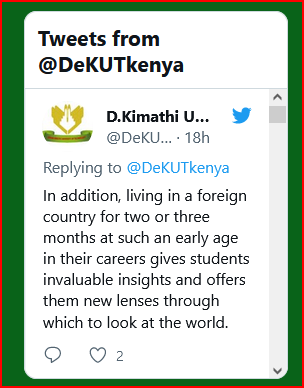 Tweets from
@DeKUTkenya
D.Kimathi U...
@DeKU... · 18h
Replying to @DeKUTkenya
In addition, living in a foreign
country for two or three
months at such an early age
in their careers gives students
invaluable insights and offers
them new lenses through
which to look at the world.
2